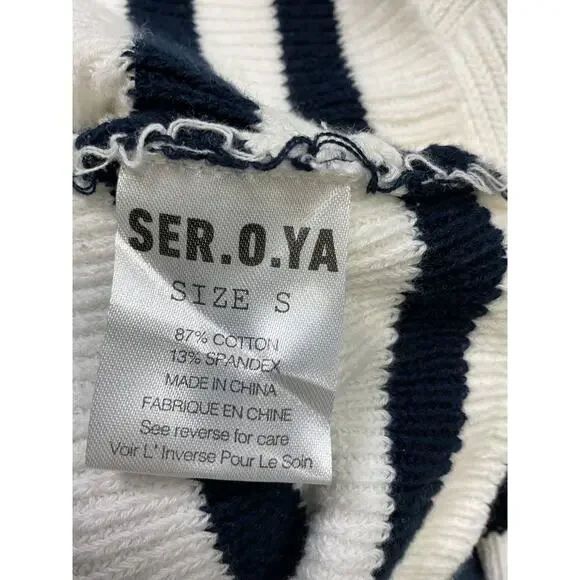 SER.O.YA
SIZE S
87% COTTON
13% SPANDEX
MADE IN CHINA
FABRIQUE EN CHINE
See reverse for care
Voir L' Inverse Pour Le Soin